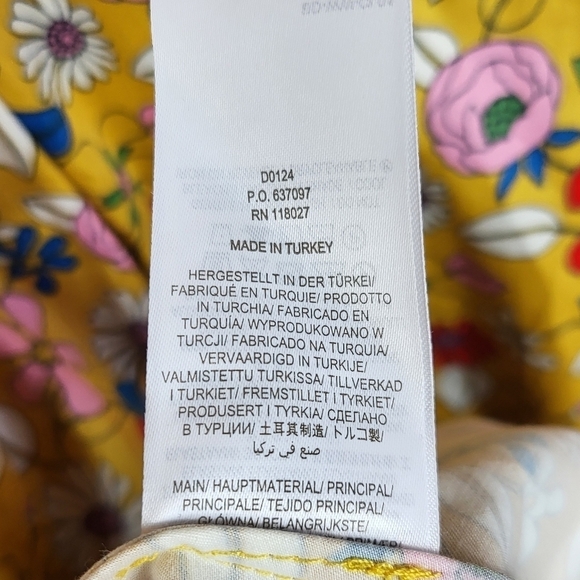 D0124
P.O. 637097
RN 118027
MADE IN TURKEY
HERGESTELLT IN DER TÜRKEI/
FABRIQUÉ EN TURQUIE/ PRODOTTO
IN TURCHIA/ FABRICADO EN
TURQUÍA/ WYPRODUKOWANO W
TURCJI/ FABRICADO NA TURQUIA/
VERVAARDIGD IN TURKIJE/
VALMISTETTU TURKISSA/ TILLVERKAD
I TURKIET/ FREMSTILLET I TYRKIET/
PRODUSERT I TYRKIA/ СДЕЛАНО
В ТУРЦИИ/ 土耳其制造/ トルコ製/
صنع في تركيا
MAIN/ HAUPTMATERIAL/ PRINCIPAL/
PRINCIPALE/ TEJIDO PRINCIPAL/
GŁÓWNA/ BELANGRIJKSTE/